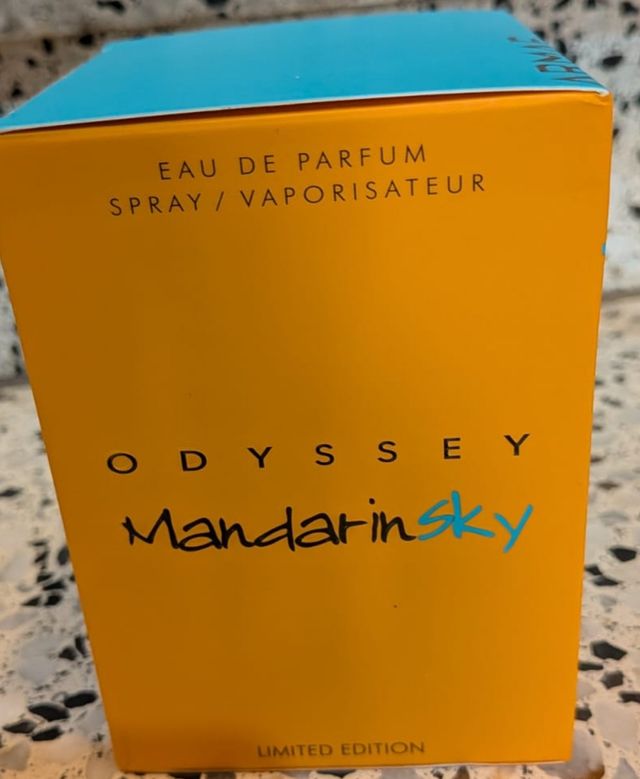 EAU DE PARFUM
SPRAY / VAPORISATEUR
ODYSSEY
Mandarinsky
LIMITED EDITION